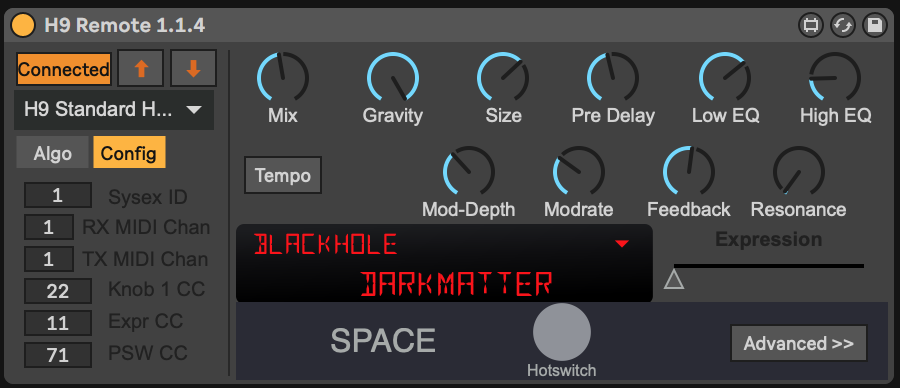 H9 Remote 1.1.4
Connected
H9 Standard H...
Algo
Config
1 Sysex ID
1 RX MIDI Chan
1 TX MIDI Chan
22 Knob 1 CC
11 Expr CC
71 PSW CC
Mix Gravity Size Pre Delay Low EQ High EQ
Tempo
Mod-Depth Modrate Feedback Resonance
BLACKHOLE
DARKMATTER
Expression
SPACE
Hotswitch
Advanced >>